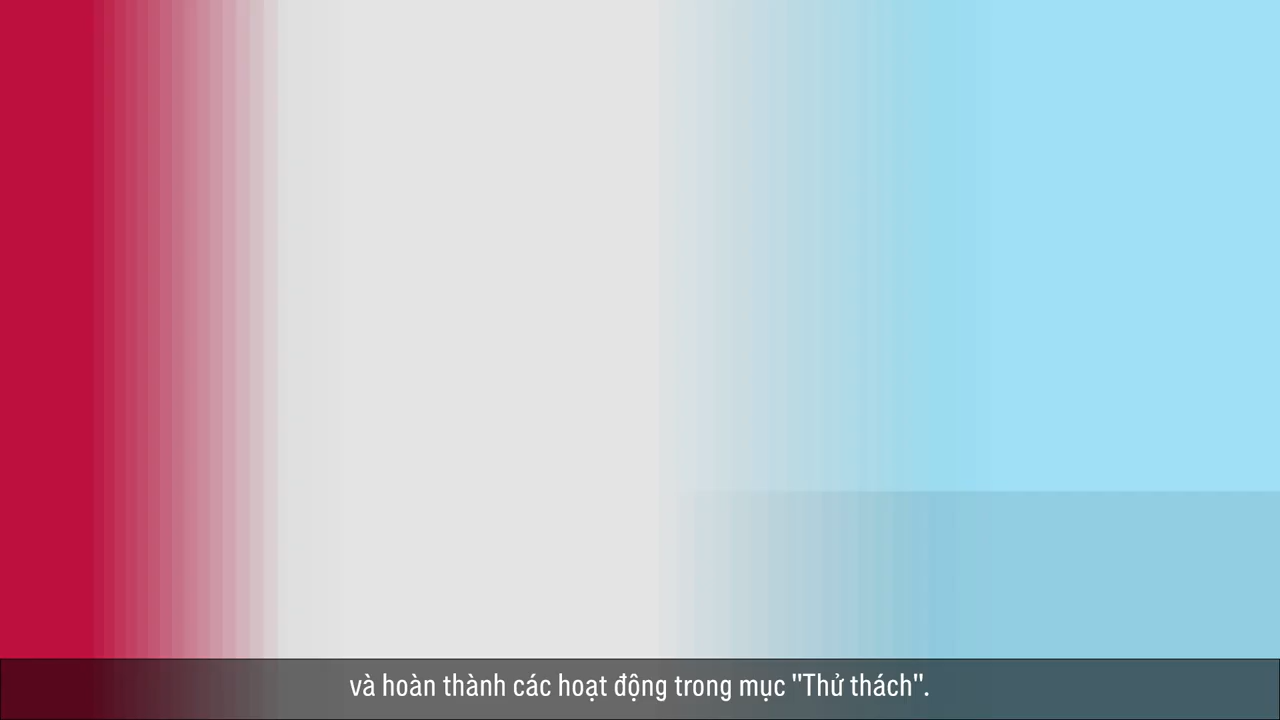 và hoàn thành các hoạt động trong mục "Thử thách".